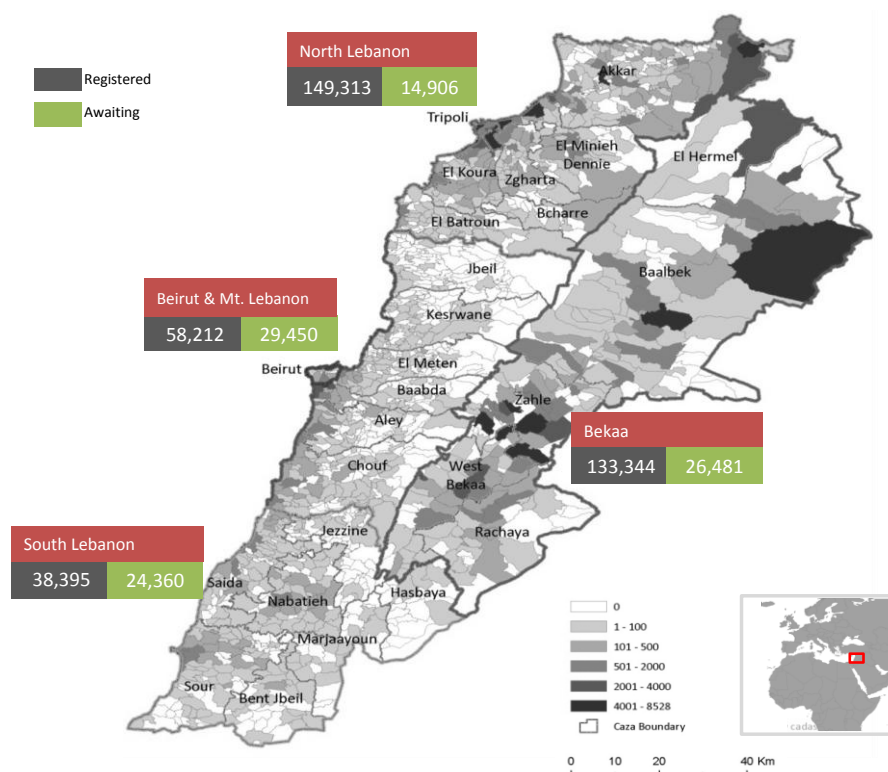 North Lebanon
149,313 14,906
Registered
Awaiting
Akkar
Tripoli
El Minieh
Dennie
El Hermel
El Koura
Zgharta
El Batroun
Bcharre
Jbeil
Baalbek
Beirut & Mt. Lebanon
58,212 29,450
Kesrwane
El Meten
Beirut
Baabda
Zahle
Aley
Bekaa
133,344 26,481
Chouf
West
Bekaa
Jezzine
Rachaya
South Lebanon
38,395 24,360
Saida
Hasbaya
Nabatieh
Marjaayoun
Sour
Bent Jbeil
0
1 - 100
101 - 500
501 - 2000
2001 - 4000
4001 - 8528
Caza Boundary
cadas
0 10 20 40 Km